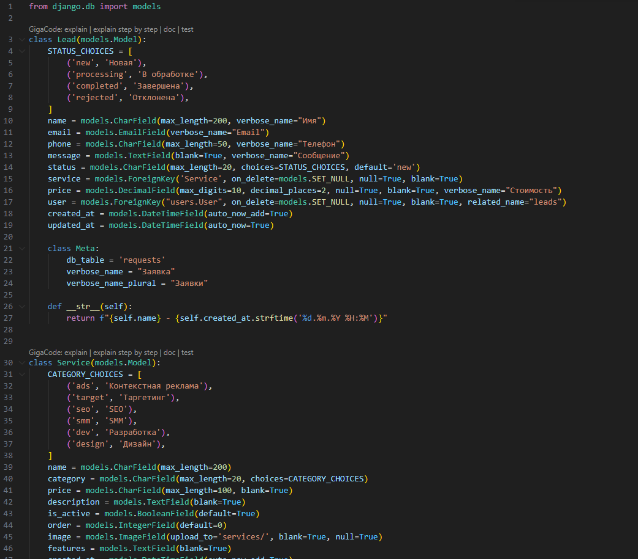 1 from django.db import models
2
GigaCode: explain | explain step by step | doc | test
3 class Lead(models.Model):
4     STATUS_CHOICES = [
5         ('new', 'Новая'),
6         ('processing', 'В обработке'),
7         ('completed', 'Завершена'),
8         ('rejected', 'Отклонена'),
9     ]
10     name = models.CharField(max_length=200, verbose_name="Имя")
11     email = models.EmailField(verbose_name="Email")
12     phone = models.CharField(max_length=50, verbose_name="Телефон")
13     message = models.TextField(blank=True, verbose_name="Сообщение")
14     status = models.CharField(max_length=20, choices=STATUS_CHOICES, default='new')
15     service = models.ForeignKey('Service', on_delete=models.SET_NULL, null=True, blank=True)
16     price = models.DecimalField(max_digits=10, decimal_places=2, null=True, blank=True, verbose_name="Стоимость")
17     user = models.ForeignKey("users.User", on_delete=models.SET_NULL, null=True, blank=True, related_name="leads")
18     created_at = models.DateTimeField(auto_now_add=True)
19     updated_at = models.DateTimeField(auto_now=True)
20
21     class Meta:
22         db_table = 'requests'
23         verbose_name = "Заявка"
24         verbose_name_plural = "Заявки"
25
26     def __str__(self):
27         return f"{self.name} - {self.created_at.strftime('%d.%m.%Y %H:%M')}"
28
29
GigaCode: explain | explain step by step | doc | test
30 class Service(models.Model):
31     CATEGORY_CHOICES = [
32         ('ads', 'Контекстная реклама'),
33         ('target', 'Таргетинг'),
34         ('seo', 'SEO'),
35         ('smm', 'SMM'),
36         ('dev', 'Разработка'),
37         ('design', 'Дизайн'),
38     ]
39     name = models.CharField(max_length=200)
40     category = models.CharField(max_length=20, choices=CATEGORY_CHOICES)
41     price = models.CharField(max_length=100, blank=True)
42     description = models.TextField(blank=True)
43     is_active = models.BooleanField(default=True)
44     order = models.IntegerField(default=0)
45     image = models.ImageField(upload_to='services/', blank=True, null=True)
46     features = models.TextField(blank=True)
47     created_at = models.DateTimeField(auto_now_add=True)